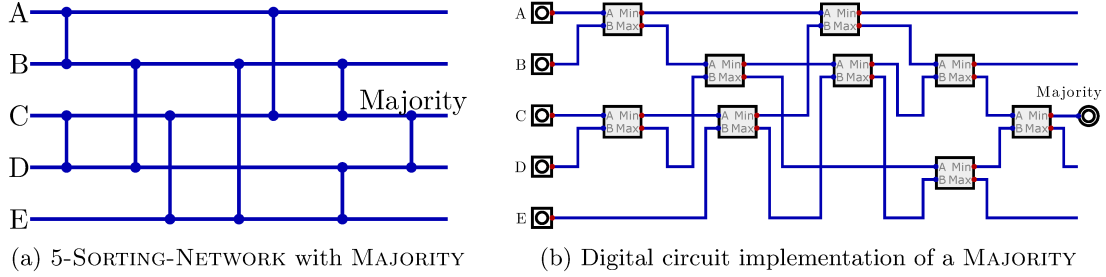 A
B
C
D
E
Majority
(a) 5-Sorting-Network with Majority
A
B
C
D
E
A Min
B Max
A Min
B Max
A Min
B Max
A Min
B Max
A Min
B Max
A Min
B Max
A Min
B Max
A Min
B Max
A Min
B Max
Majority
(b) Digital circuit implementation of a Majority